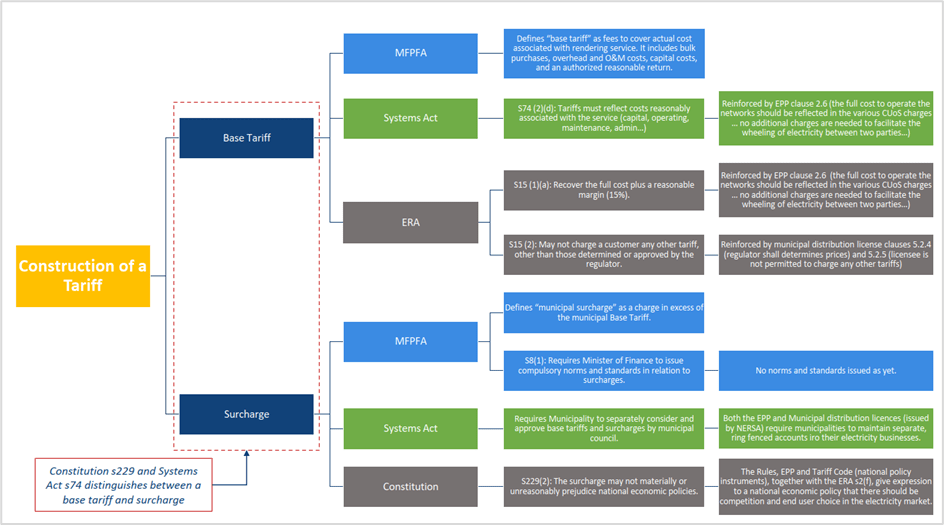 Construction of a
Tariff
Base Tariff
Surcharge
Constitution s229 and Systems
Act s74 distinguishes between a
base tariff and surcharge
MFPFA
Defines “base tariff” as fees to cover actual cost
associated with rendering service. It includes bulk
purchases, overhead and O&M costs, capital costs,
and an authorized reasonable return.
Systems Act
S74 (2)(d): Tariffs must reflect costs reasonably
associated with the service (capital, operating,
maintenance, admin…)
Reinforced by EPP clause 2.6 (the full cost to operate the
networks should be reflected in the various CUoS charges
… no additional charges are needed to facilitate the
wheeling of electricity between two parties…)
ERA
S15 (1)(a): Recover the full cost plus a reasonable
margin (15%).
Reinforced by EPP clause 2.6 (the full cost to operate the
networks should be reflected in the various CUoS charges
… no additional charges are needed to facilitate the
wheeling of electricity between two parties…)
S15 (2): May not charge a customer any other tariff,
other than those determined or approved by the
regulator.
Reinforced by municipal distribution license clauses 5.2.4
(regulator shall determines prices) and 5.2.5 (licensee is
not permitted to charge any other tariffs)
MFPFA
Defines “municipal surcharge” as a charge in excess of
the municipal Base Tariff.
S8(1): Requires Minister of Finance to issue
compulsory norms and standards in relation to
surcharges.
No norms and standards issued as yet.
Systems Act
Requires Municipality to separately consider and
approve base tariffs and surcharges by municipal
council.
Both the EPP and Municipal distribution licences (issued
by NERSA) require municipalities to maintain separate,
ring fenced accounts iro their electricity businesses.
Constitution
S229(2): The surcharge may not materially or
unreasonably prejudice national economic policies.
The Rules, EPP and Tariff Code (national policy
instruments), together with the ERA s2(f), give expression
to a national economic policy that there should be
competition and end user choice in the electricity market.